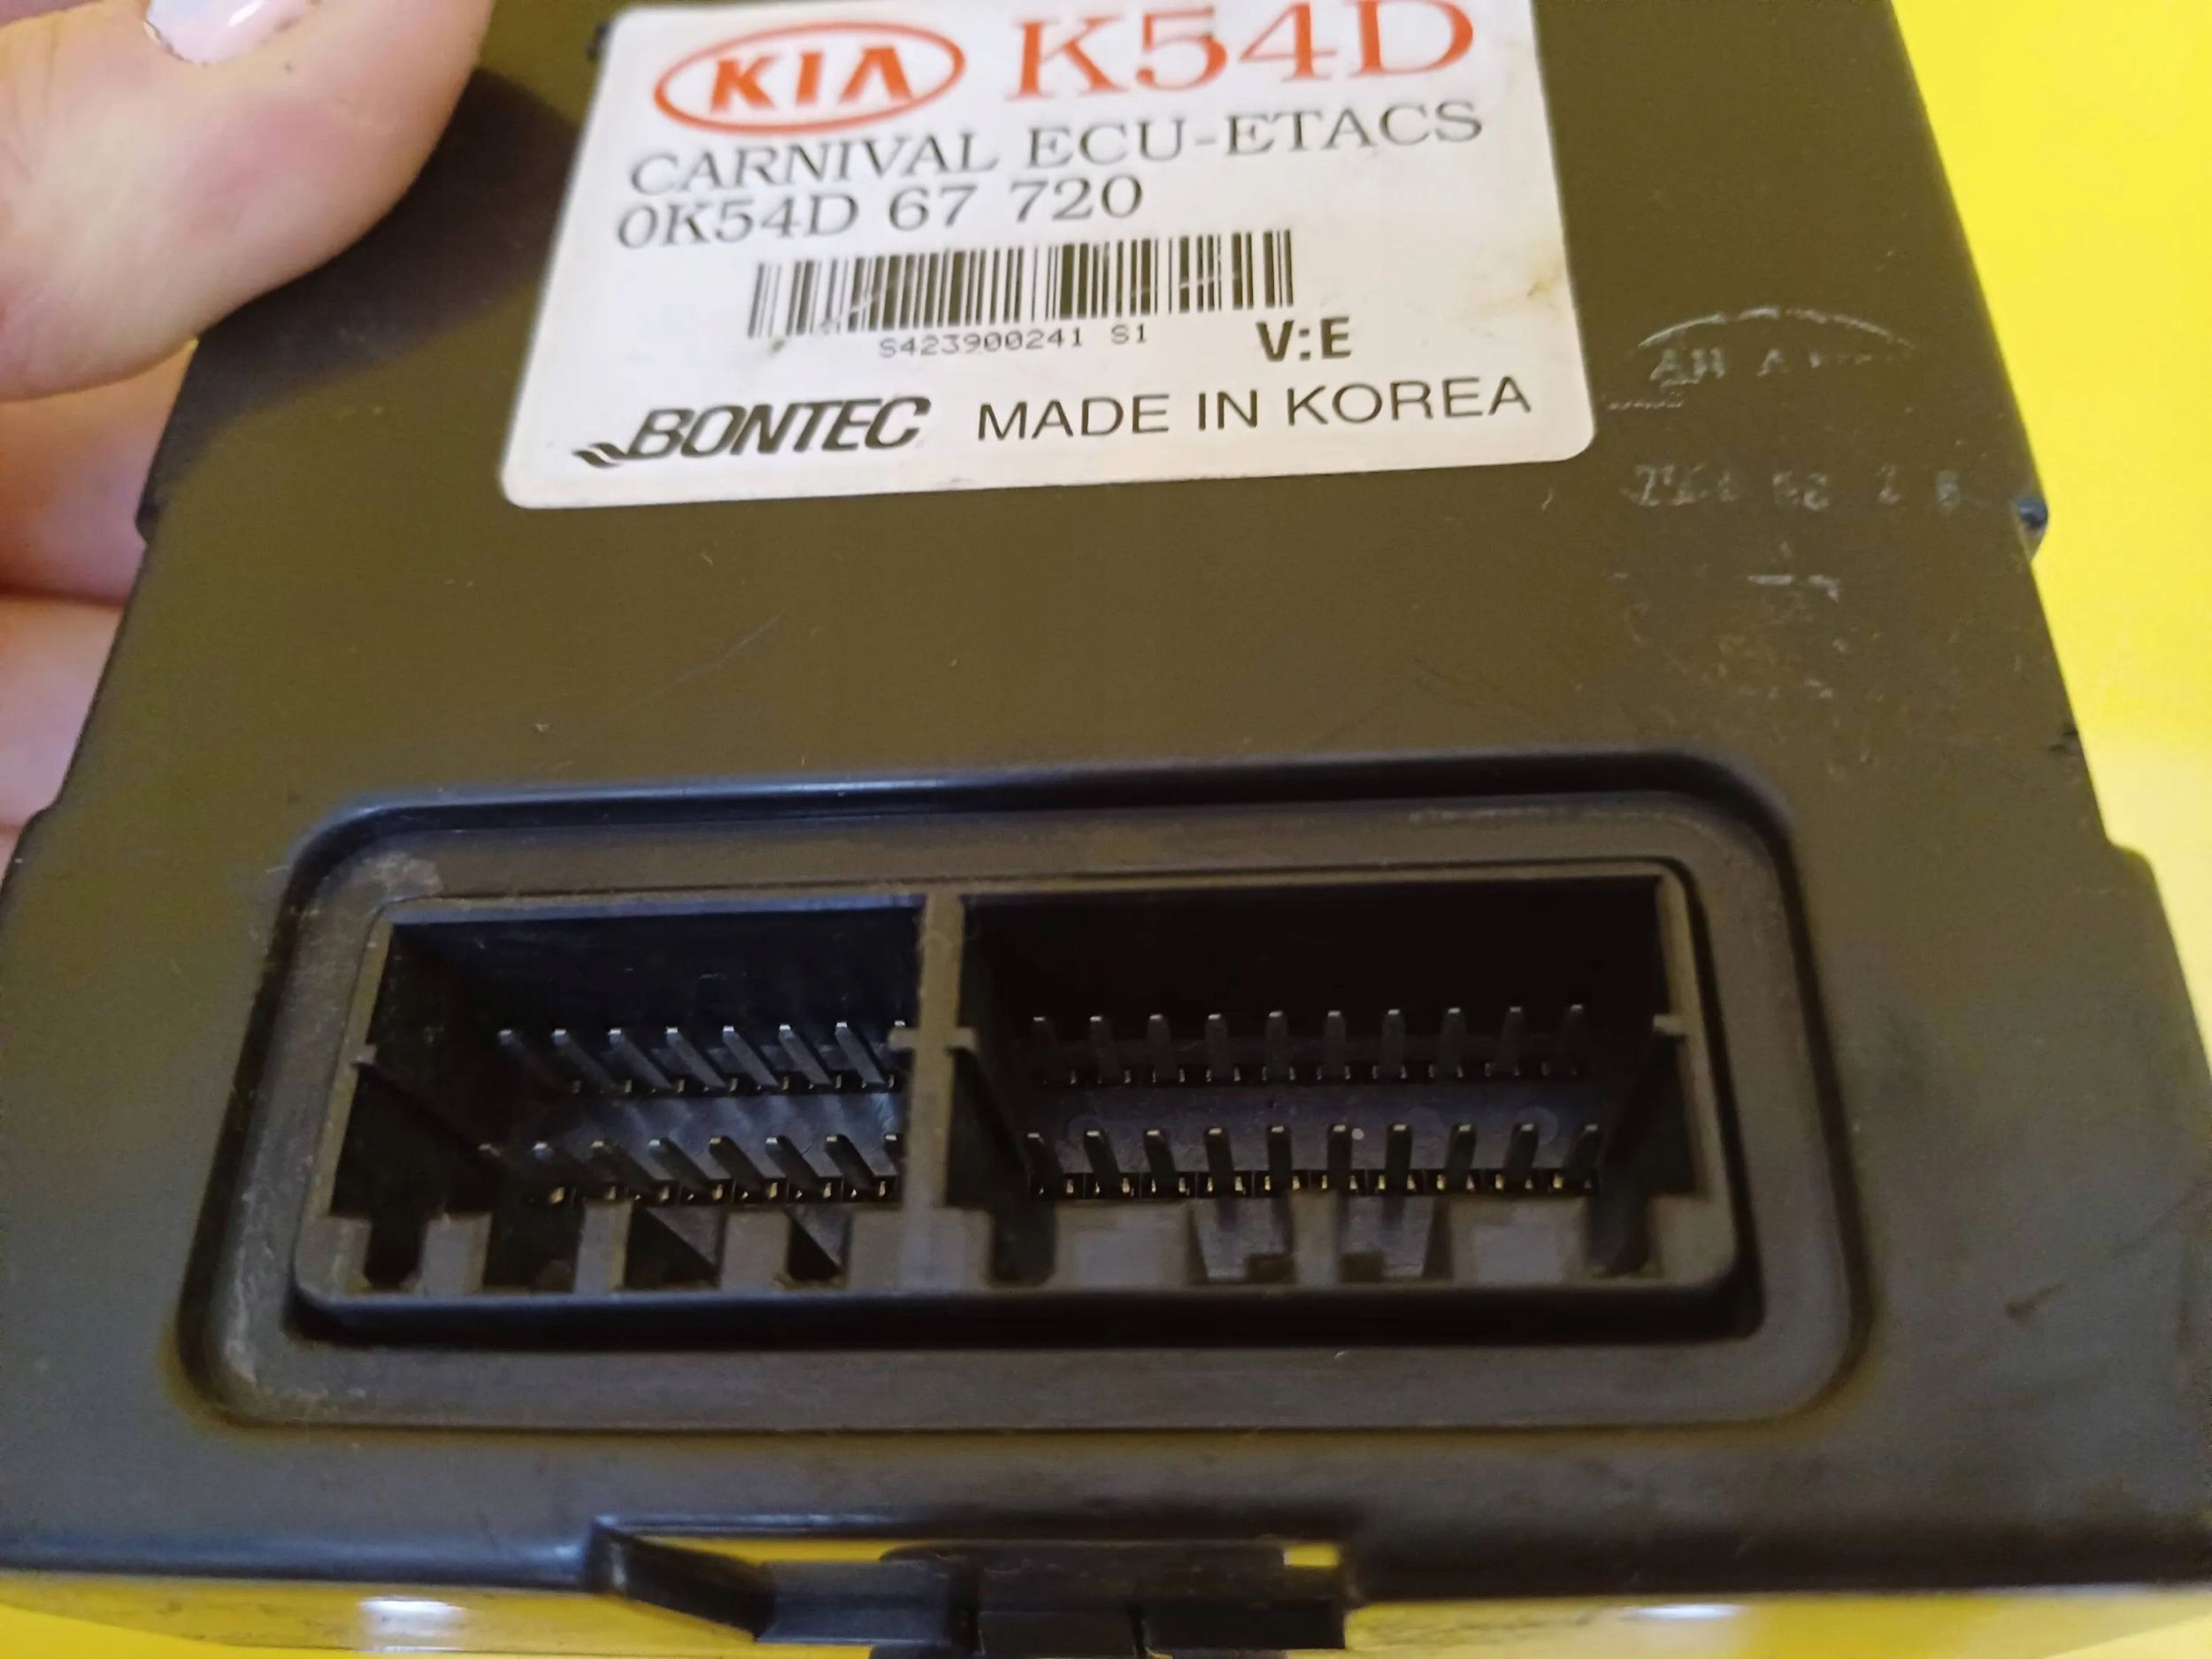 KIA K54D
CARNIVAL ECU-ETACS
0K54D 67 720
S423900241 S1 V:E
BONTEC MADE IN KOREA